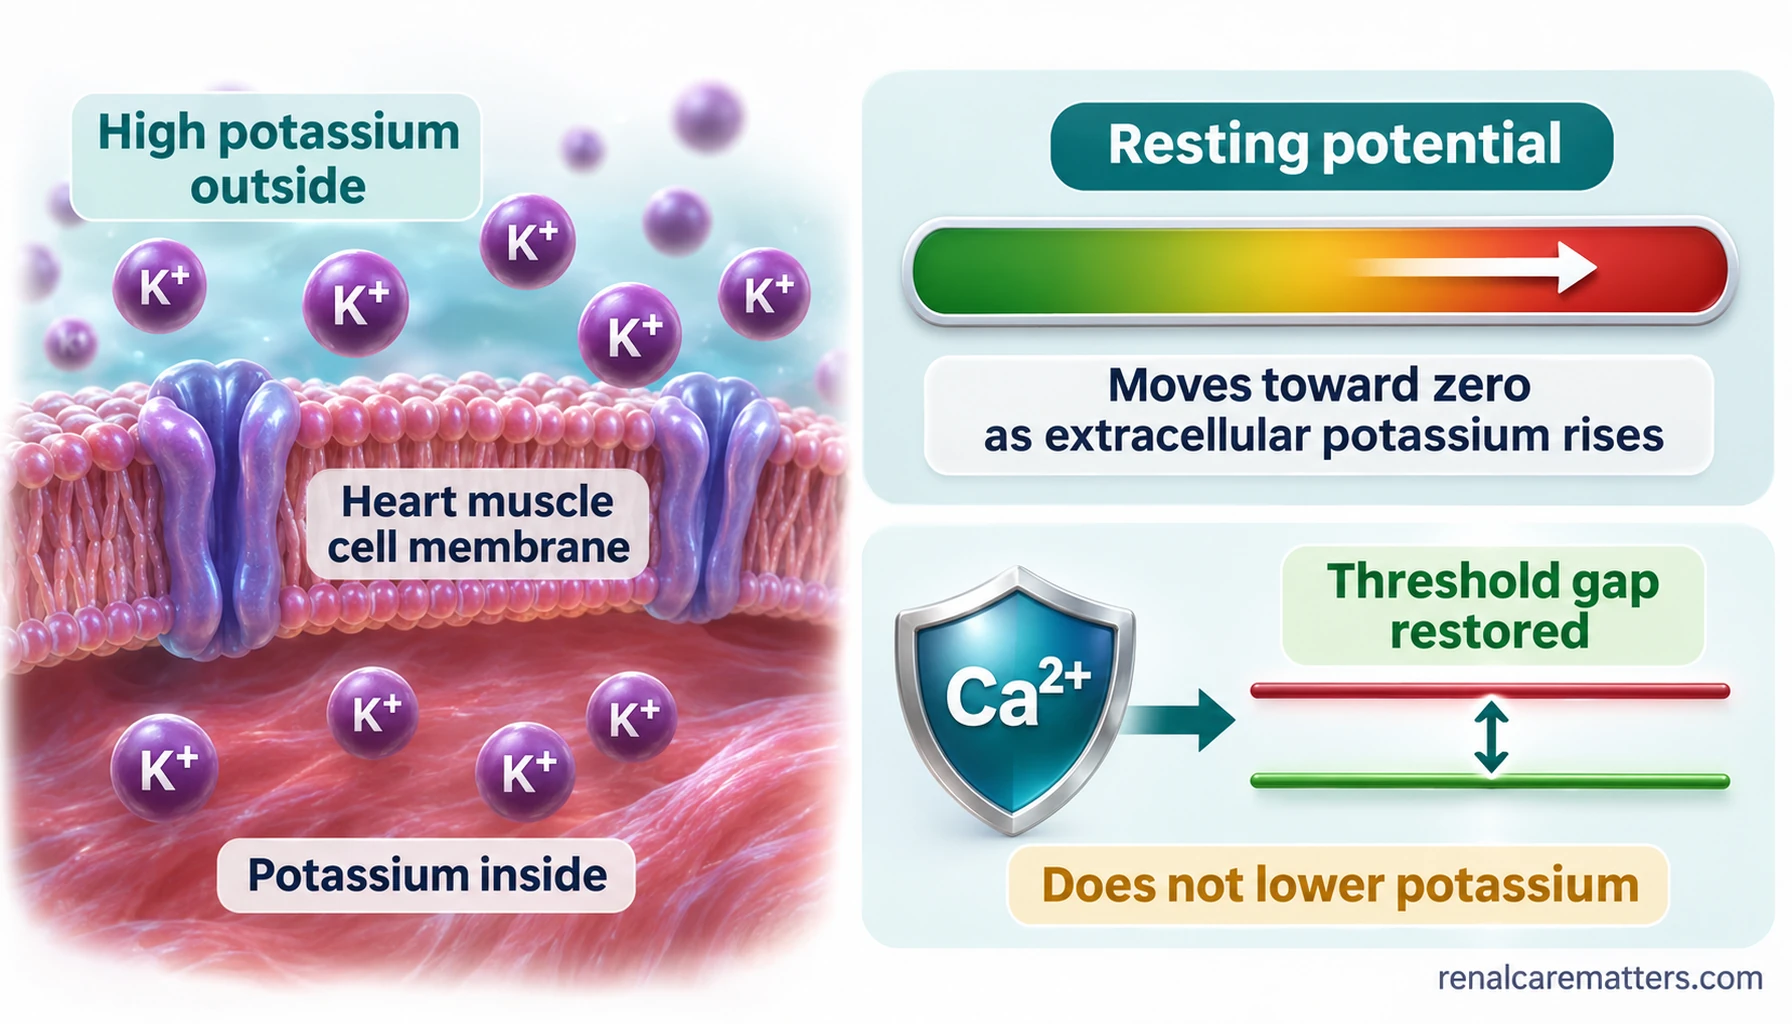 High potassium
outside
K⁺
K⁺
K⁺
K⁺
K⁺
Heart muscle
cell membrane
K⁺
K⁺
K⁺
K⁺
Potassium inside
Resting potential
Moves toward zero
as extracellular potassium rises
Ca²⁺
Threshold gap
restored
Does not lower potassium
renalcarematters.com